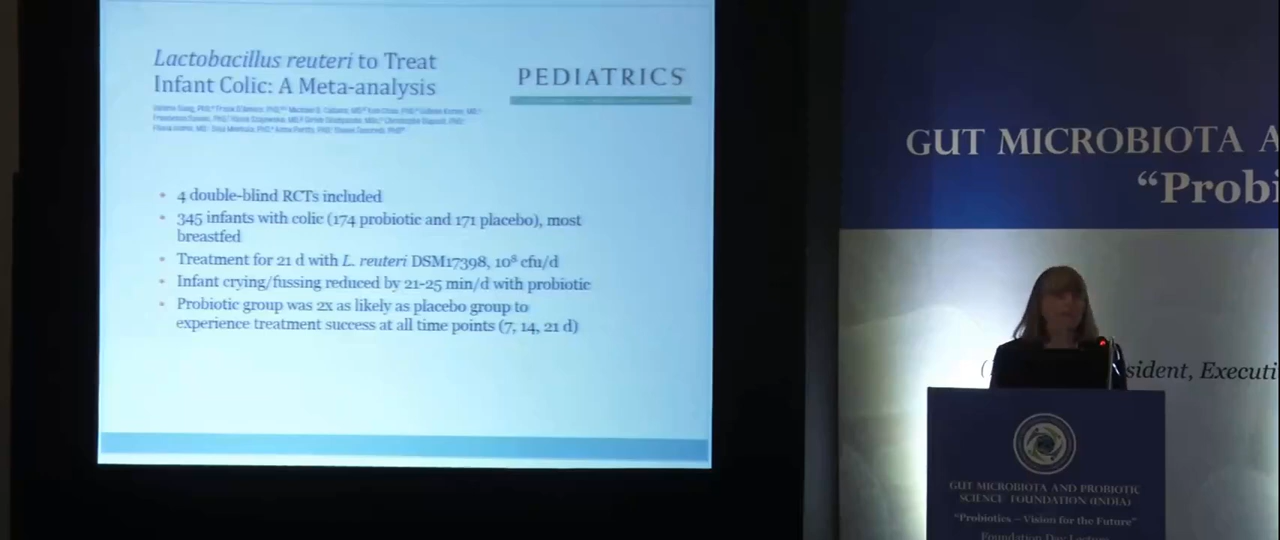 Lactobacillus reuteri to Treat
Infant Colic: A Meta-analysis
PEDIATRICS
• 4 double-blind RCTs included
• 345 infants with colic (174 probiotic and 171 placebo), most
breastfed
• Treatment for 21 d with L. reuteri DSM17398, 10⁸ cfu/d
• Infant crying/fussing reduced by 21-25 min/d with probiotic
• Probiotic group was 2x as likely as placebo group to
experience treatment success at all time points (7, 14, 21 d)
GUT MICROBIOTA A
“Probi
(
sident, Executi
GUT MICROBIOTA AND PROBIOTIC
SCIENCE FOUNDATION (INDIA)
“Probiotics – Vision for the Future”
Foundation Day Lecture